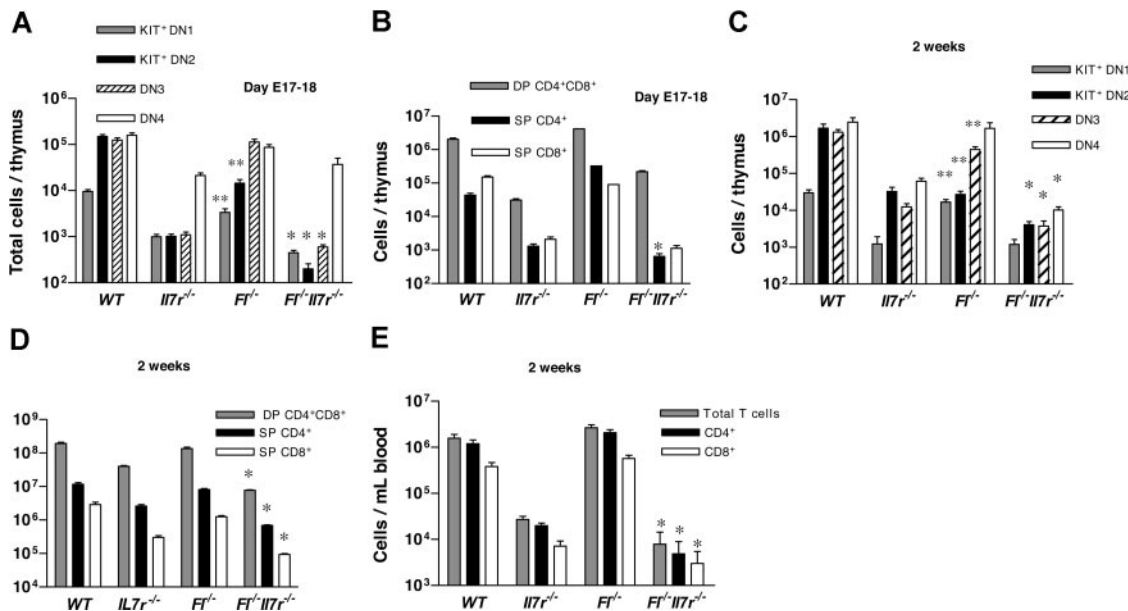 A
KIT⁺ DN1
KIT⁺ DN2
DN3
DN4
Day E17-18
Total cells / thymus
10⁶
10⁵
10⁴
10³
10²
**
**
* * *
WT Il7r⁻/⁻ Fl⁻/⁻ Fl⁻/⁻Il7r⁻/⁻
B
DP CD4⁺CD8⁺
SP CD4⁺
SP CD8⁺
Day E17-18
Cells / thymus
10⁷
10⁶
10⁵
10⁴
10³
10²
*
WT Il7r⁻/⁻ Fl⁻/⁻ Fl⁻/⁻Il7r⁻/⁻
C
2 weeks
KIT⁺ DN1
KIT⁺ DN2
DN3
DN4
Cells / thymus
10⁷
10⁶
10⁵
10⁴
10³
10²
**
**
**
* * *
WT Il7r⁻/⁻ Fl⁻/⁻ Fl⁻/⁻Il7r⁻/⁻
D
2 weeks
DP CD4⁺CD8⁺
SP CD4⁺
SP CD8⁺
10⁹
10⁸
10⁷
10⁶
10⁵
10⁴
*
*
*
WT IL7r⁻/⁻ Fl⁻/⁻ Fl⁻/⁻Il7r⁻/⁻
E
2 weeks
Total T cells
CD4⁺
CD8⁺
Cells / mL blood
10⁷
10⁶
10⁵
10⁴
10³
* * *
WT Il7r⁻/⁻ Fl⁻/⁻ Fl⁻/⁻Il7r⁻/⁻